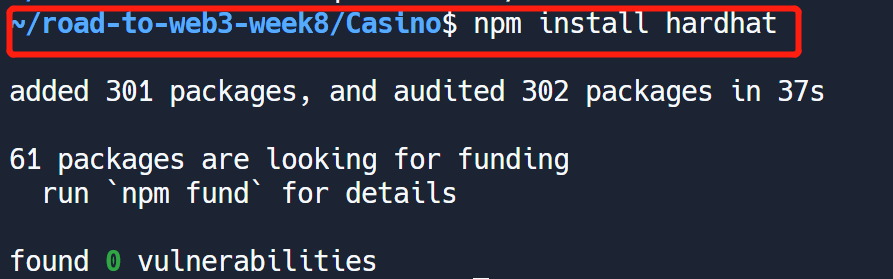 ~/road-to-web3-week8/Casino$ npm install hardhat
added 301 packages, and audited 302 packages in 37s
61 packages are looking for funding
run `npm fund` for details
found 0 vulnerabilities